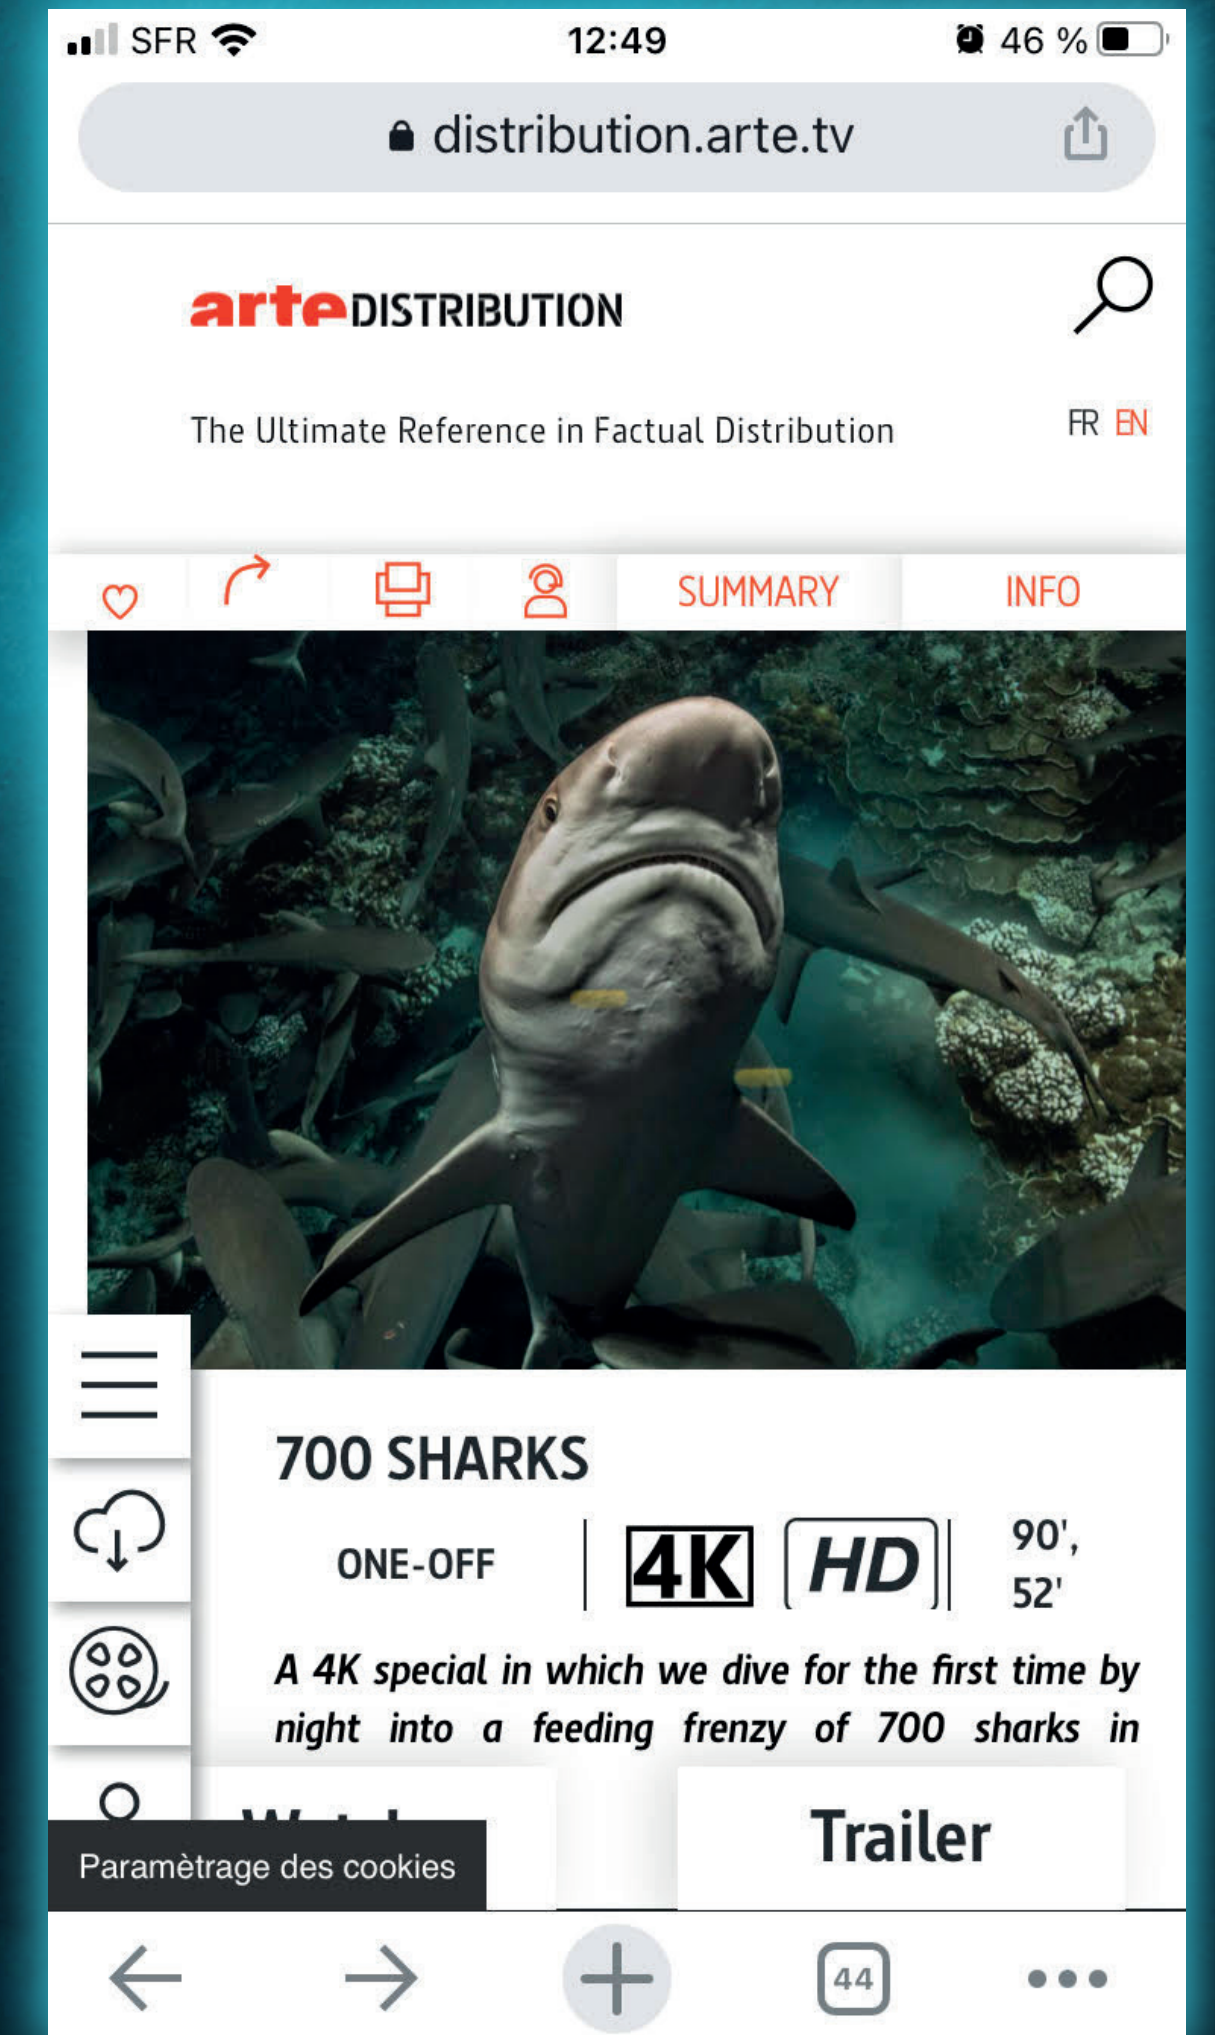 SFR
12:49
46 %
distribution.arte.tv
arte DISTRIBUTION
The Ultimate Reference in Factual Distribution
FR EN
SUMMARY
INFO
700 SHARKS
ONE-OFF
4K
HD
90',
52'
A 4K special in which we dive for the first time by
night into a feeding frenzy of 700 sharks in
Trailer
Paramètrage des cookies
44